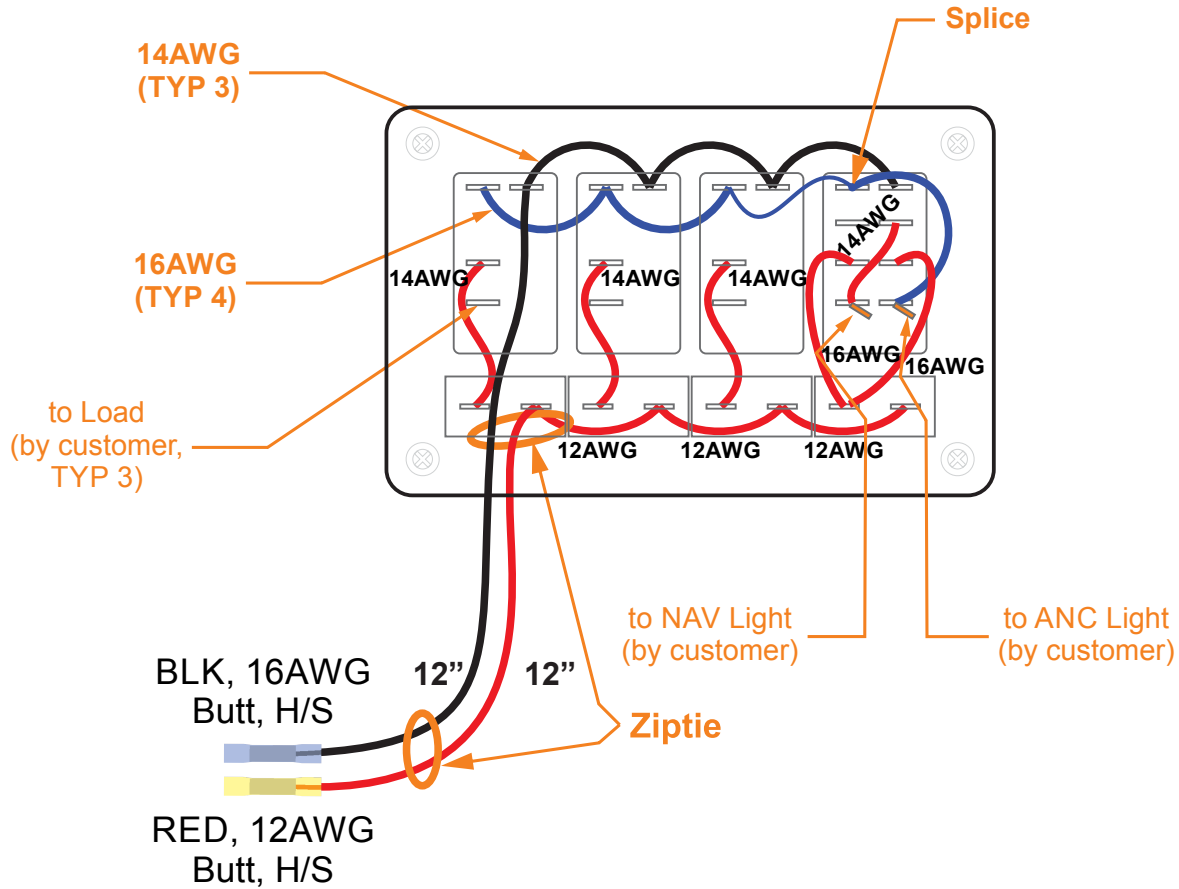 Splice
14AWG
(TYP 3)
14AWG
16AWG
(TYP 4)
14AWG
14AWG
14AWG
16AWG
16AWG
to Load
(by customer,
TYP 3)
12AWG
12AWG
12AWG
to NAV Light
(by customer)
to ANC Light
(by customer)
BLK, 16AWG
Butt, H/S
12”
12”
Ziptie
RED, 12AWG
Butt, H/S